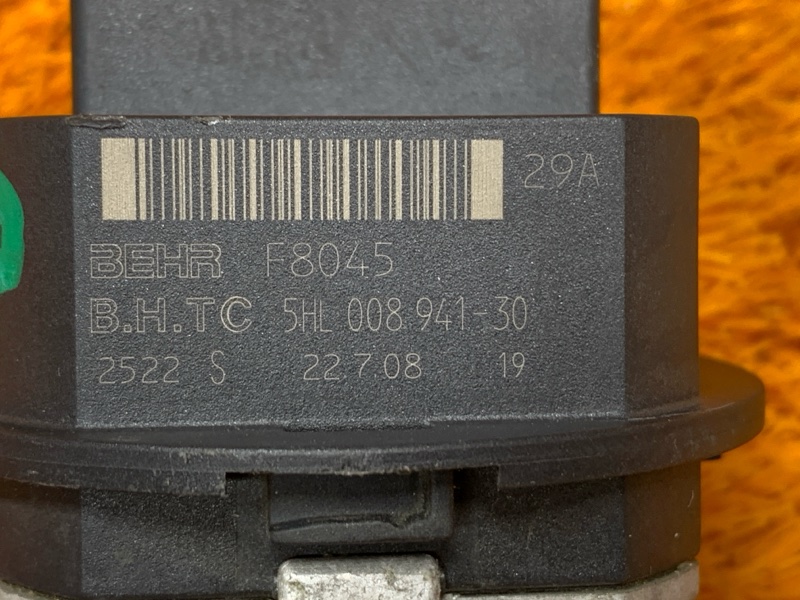 29A
BEHR F8045
B.H.TC 5HL 008 941-30
2522 S 22.7.08 19